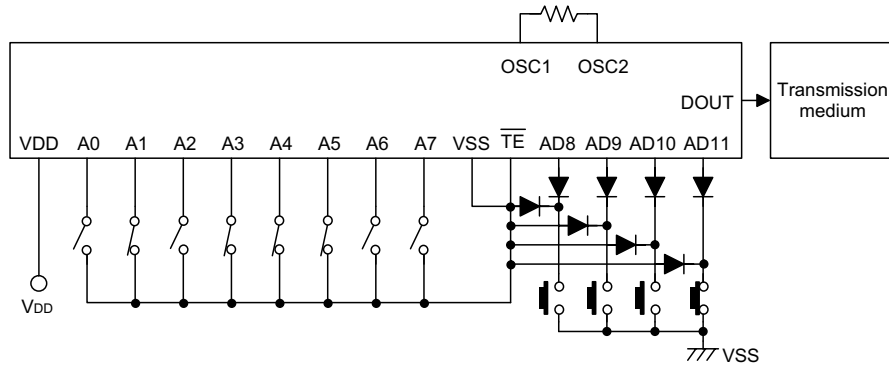 OSC1 OSC2
DOUT
Transmission
medium
VDD A0 A1 A2 A3 A4 A5 A6 A7 VSS TE AD8 AD9 AD10 AD11
VDD
VSS